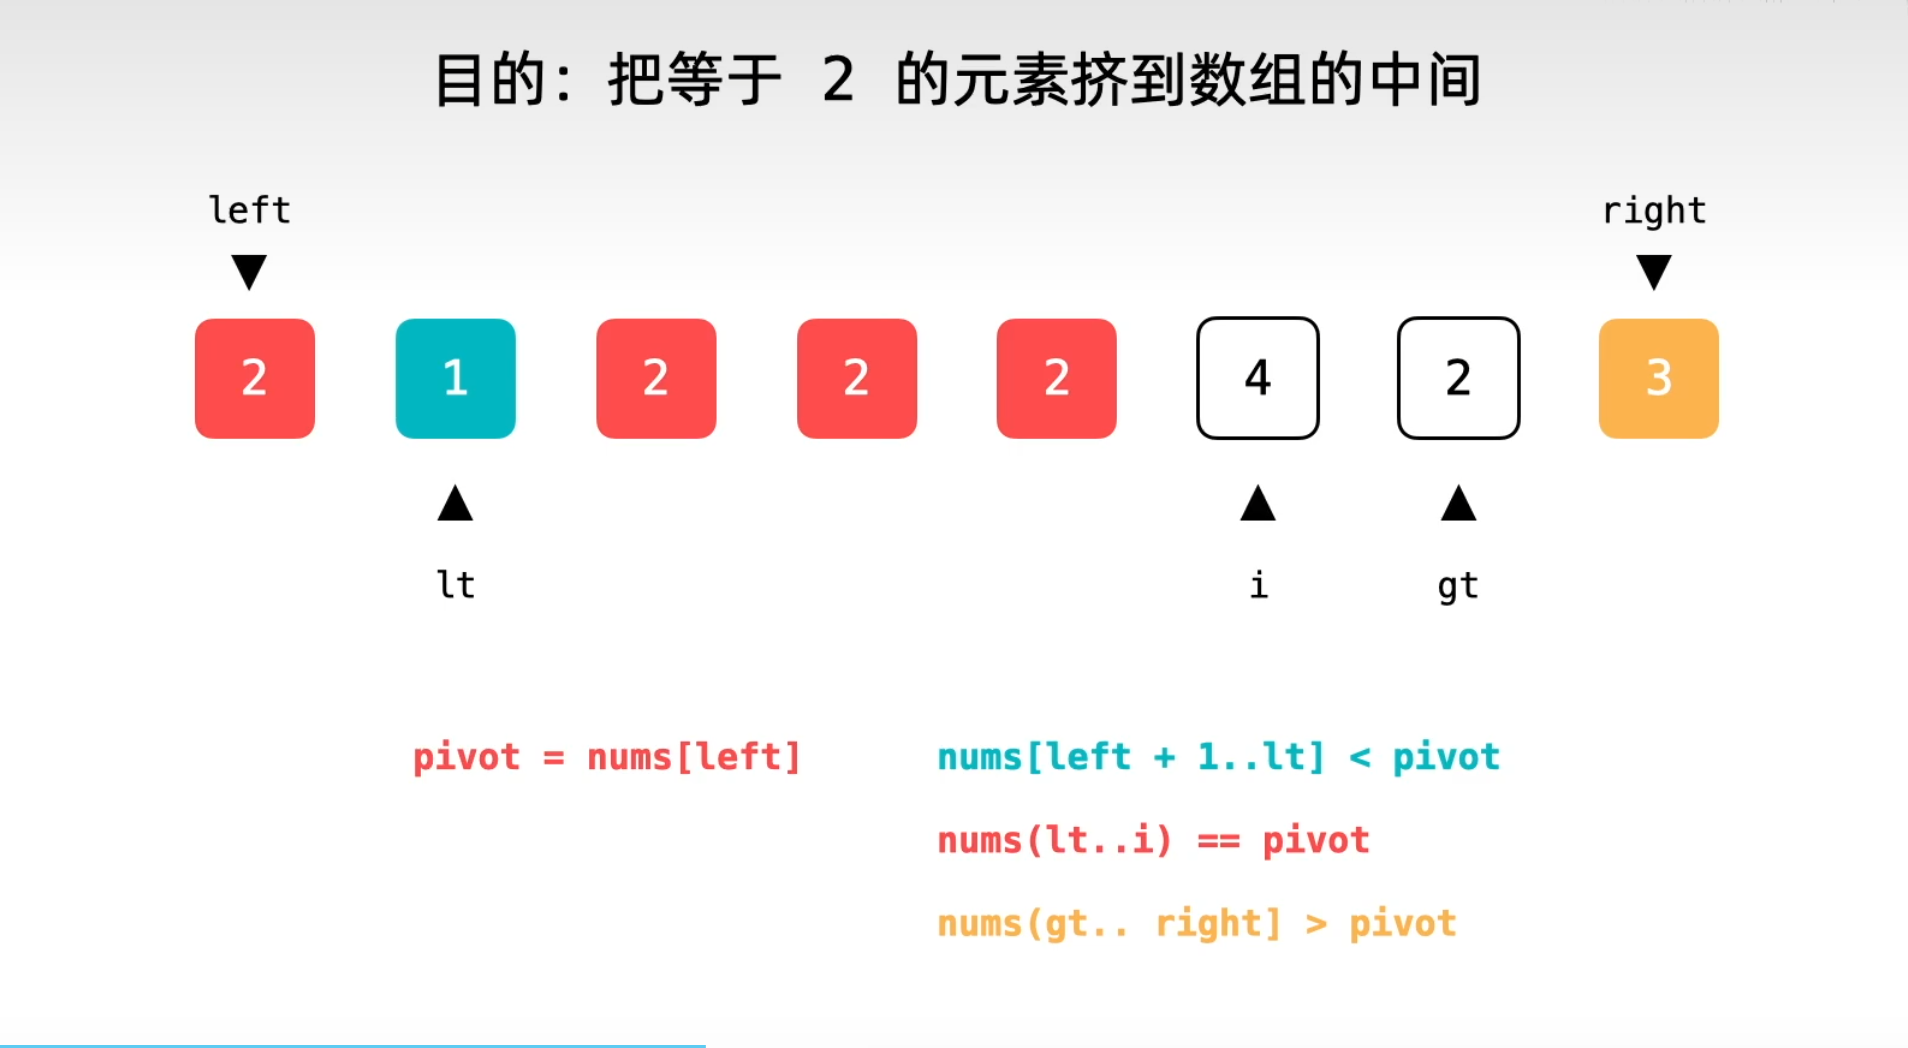 目的：把等于 2 的元素挤到数组的中间
left right
2 1 2 2 2 4 2 3
lt i gt
pivot = nums[left] nums[left + 1..lt] < pivot
nums(lt..i) == pivot
nums(gt.. right] > pivot